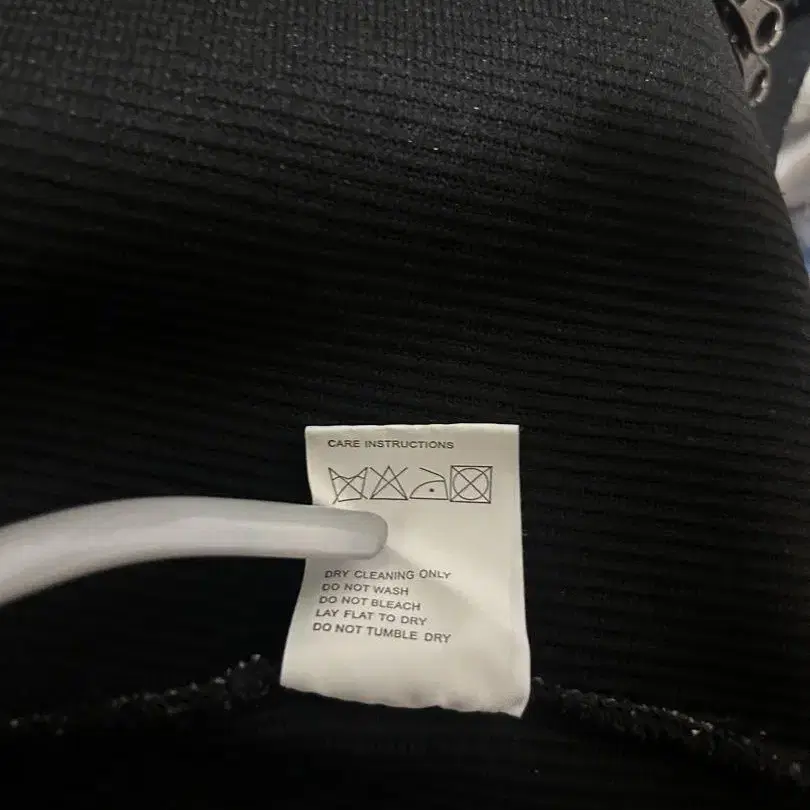 CARE INSTRUCTIONS
DRY CLEANING ONLY
DO NOT WASH
DO NOT BLEACH
LAY FLAT TO DRY
DO NOT TUMBLE DRY